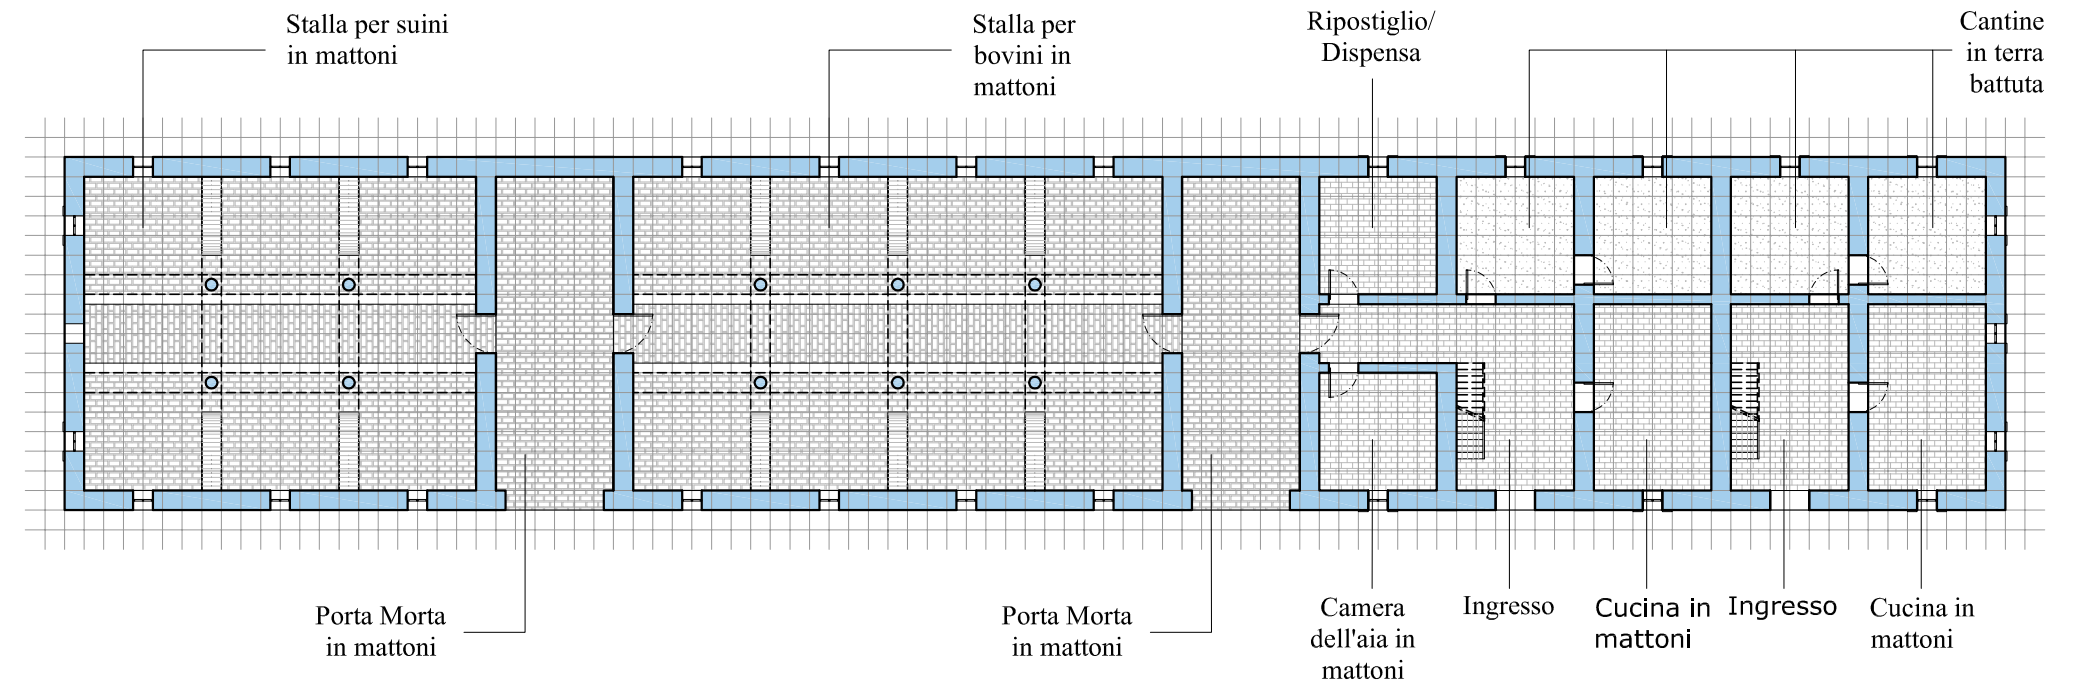 Stalla per suini
in mattoni
Stalla per
bovini in
mattoni
Ripostiglio/
Dispensa
Cantine
in terra
battuta
Porta Morta
in mattoni
Porta Morta
in mattoni
Camera
dell'aia in
mattoni
Ingresso
Cucina in
mattoni
Ingresso
Cucina in
mattoni